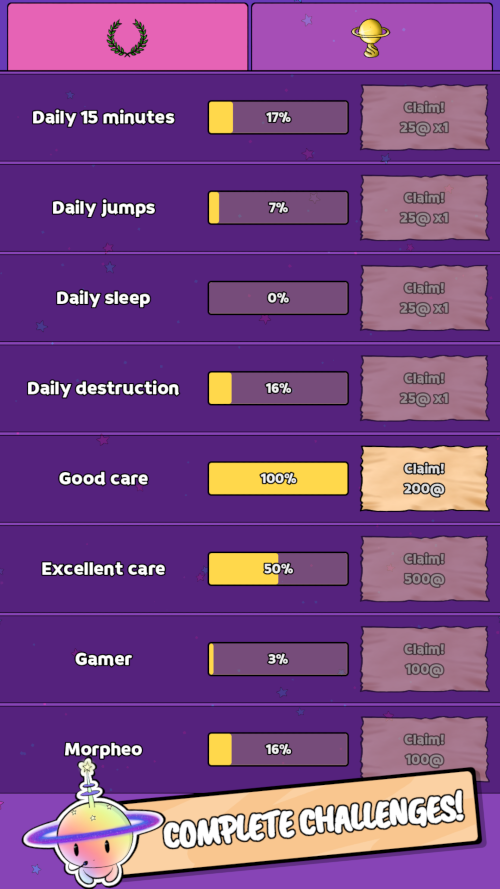 Daily 15 minutes 17% Claim!
25@ x1
Daily jumps 7% Claim!
25@ x1
Daily sleep 0% Claim!
25@ x1
Daily destruction 16% Claim!
25@ x1
Good care 100% Claim!
200@
Excellent care 50% Claim!
500@
Gamer 3% Claim!
100@
Morpheo 16% Claim!
100@
COMPLETE CHALLENGES!